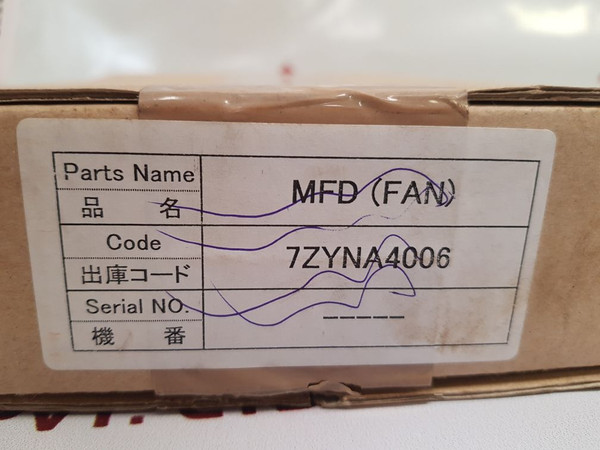 Parts Name
MFD (FAN)
品 名
Code
7ZYNA4006
出庫コード
Serial NO.
-----
機 番